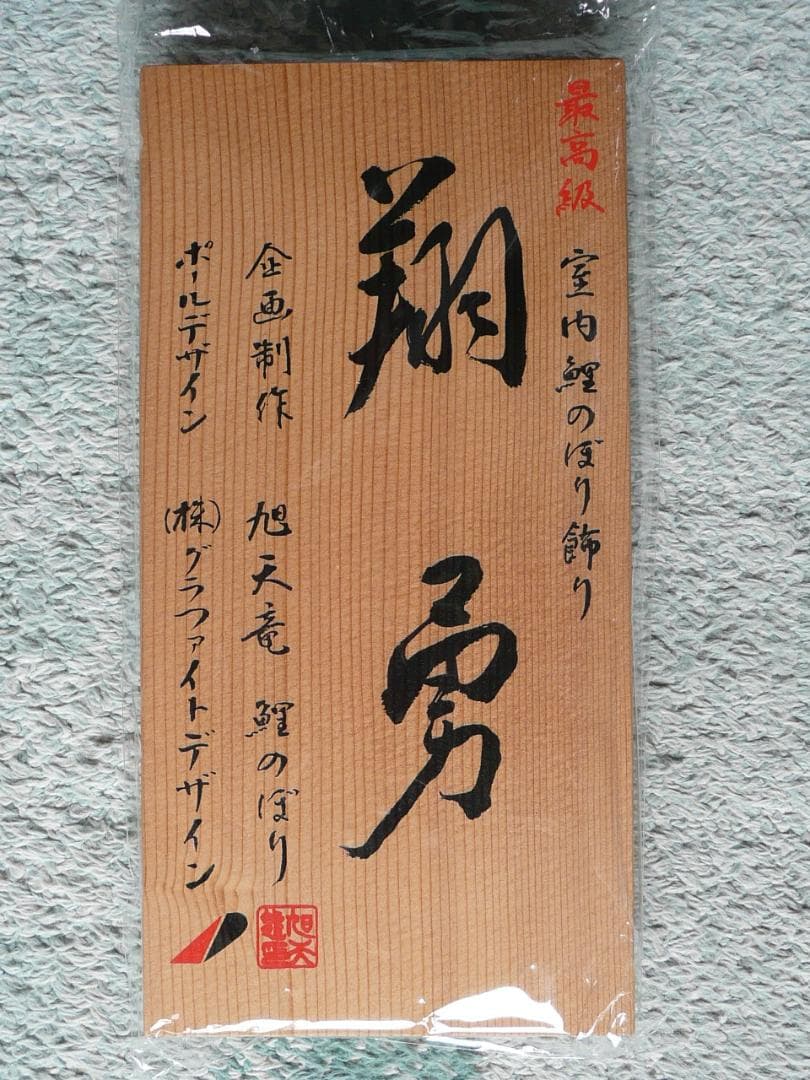 最高級
室内鯉のぼり飾り
翔勇
企画制作 旭天竜 鯉のぼり
ポールデザイン (株)グラファイトデザイン